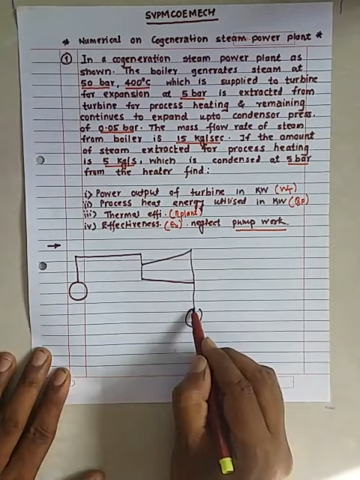 SVPMCOEMECH
* Numerical on Cogeneration steam power plant *
① In a cogeneration steam power plant as
shown. The boiler generates steam at
50 bar, 400°C which is supplied to turbine
for expansion at 5 bar is extracted from
turbine for process heating & remaining
continues to expand upto condensor press.
of 0.05 bar. The mass flow rate of steam
from boiler is 15 kg/sec. If the amount
of steam extracted for process heating
is 5 kg/s, which is condensed at 5 bar
from the heater find:
i) Power output of turbine in KW (WT)
ii) Process heat energy utilised in KW (QP)
iii) Thermal effi. (ηplant)
iv) Effectiveness. neglect pump work.